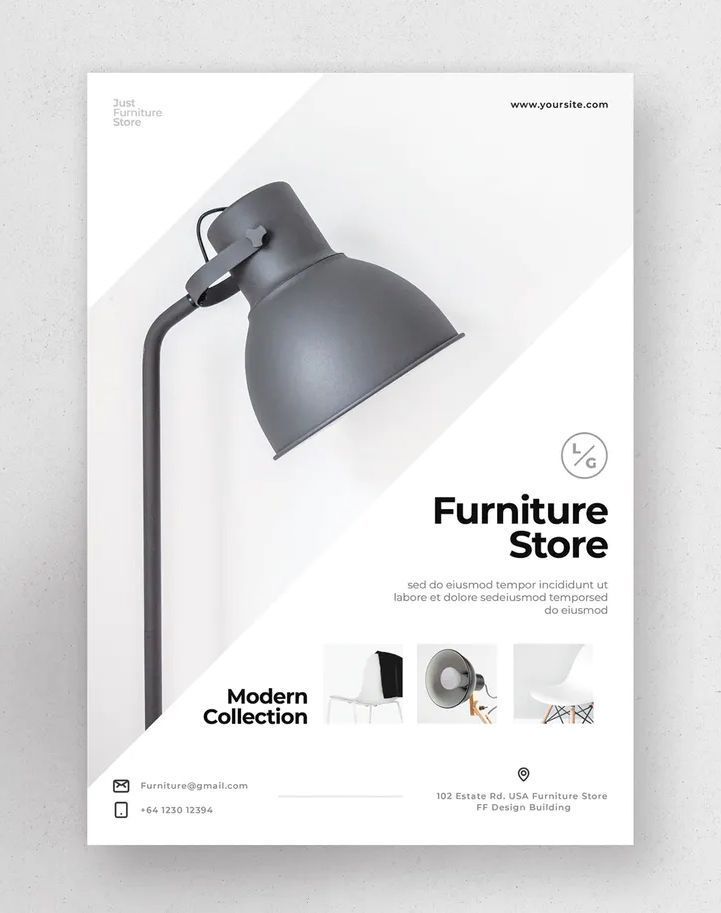 Just
Furniture
Store
www.yoursite.com
L/G
Furniture
Store
sed do eiusmod tempor incididunt ut
labore et dolore sedeiusmod temporsed
do eiusmod
Modern
Collection
Furniture@gmail.com
+64 1230 12394
102 Estate Rd. USA Furniture Store
FF Design Building